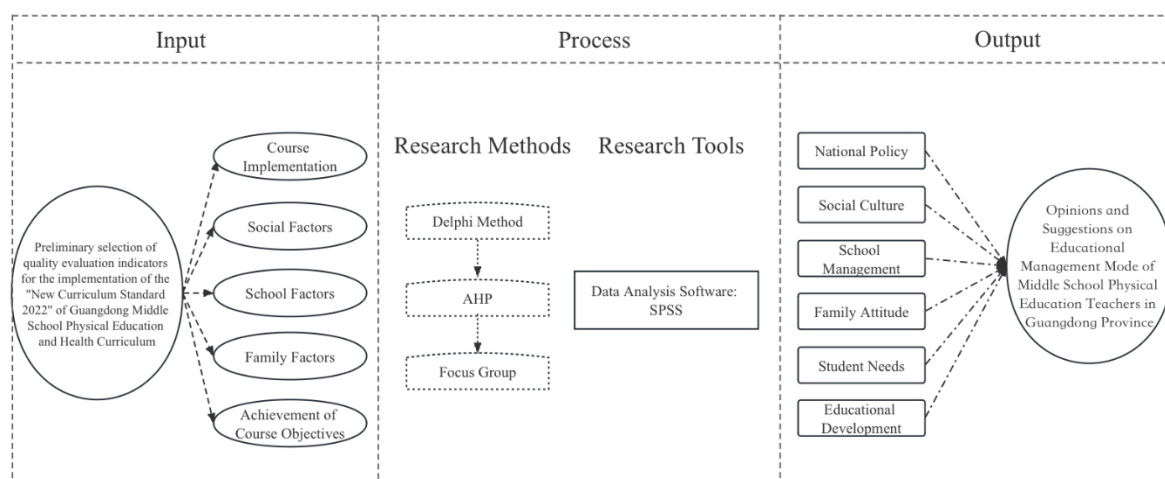 Input
Process
Output
Preliminary selection of
quality evaluation indicators
for the implementation of the
"New Curriculum Standard
2022" of Guangdong Middle
School Physical Education
and Health Curriculum
Course
Implementation
Social Factors
School Factors
Family Factors
Achievement of
Course Objectives
Research Methods
Research Tools
Delphi Method
AHP
Focus Group
Data Analysis Software:
SPSS
National Policy
Social Culture
School
Management
Family Attitude
Student Needs
Educational
Development
Opinions and
Suggestions on
Educational
Management Mode of
Middle School Physical
Education Teachers in
Guangdong Province